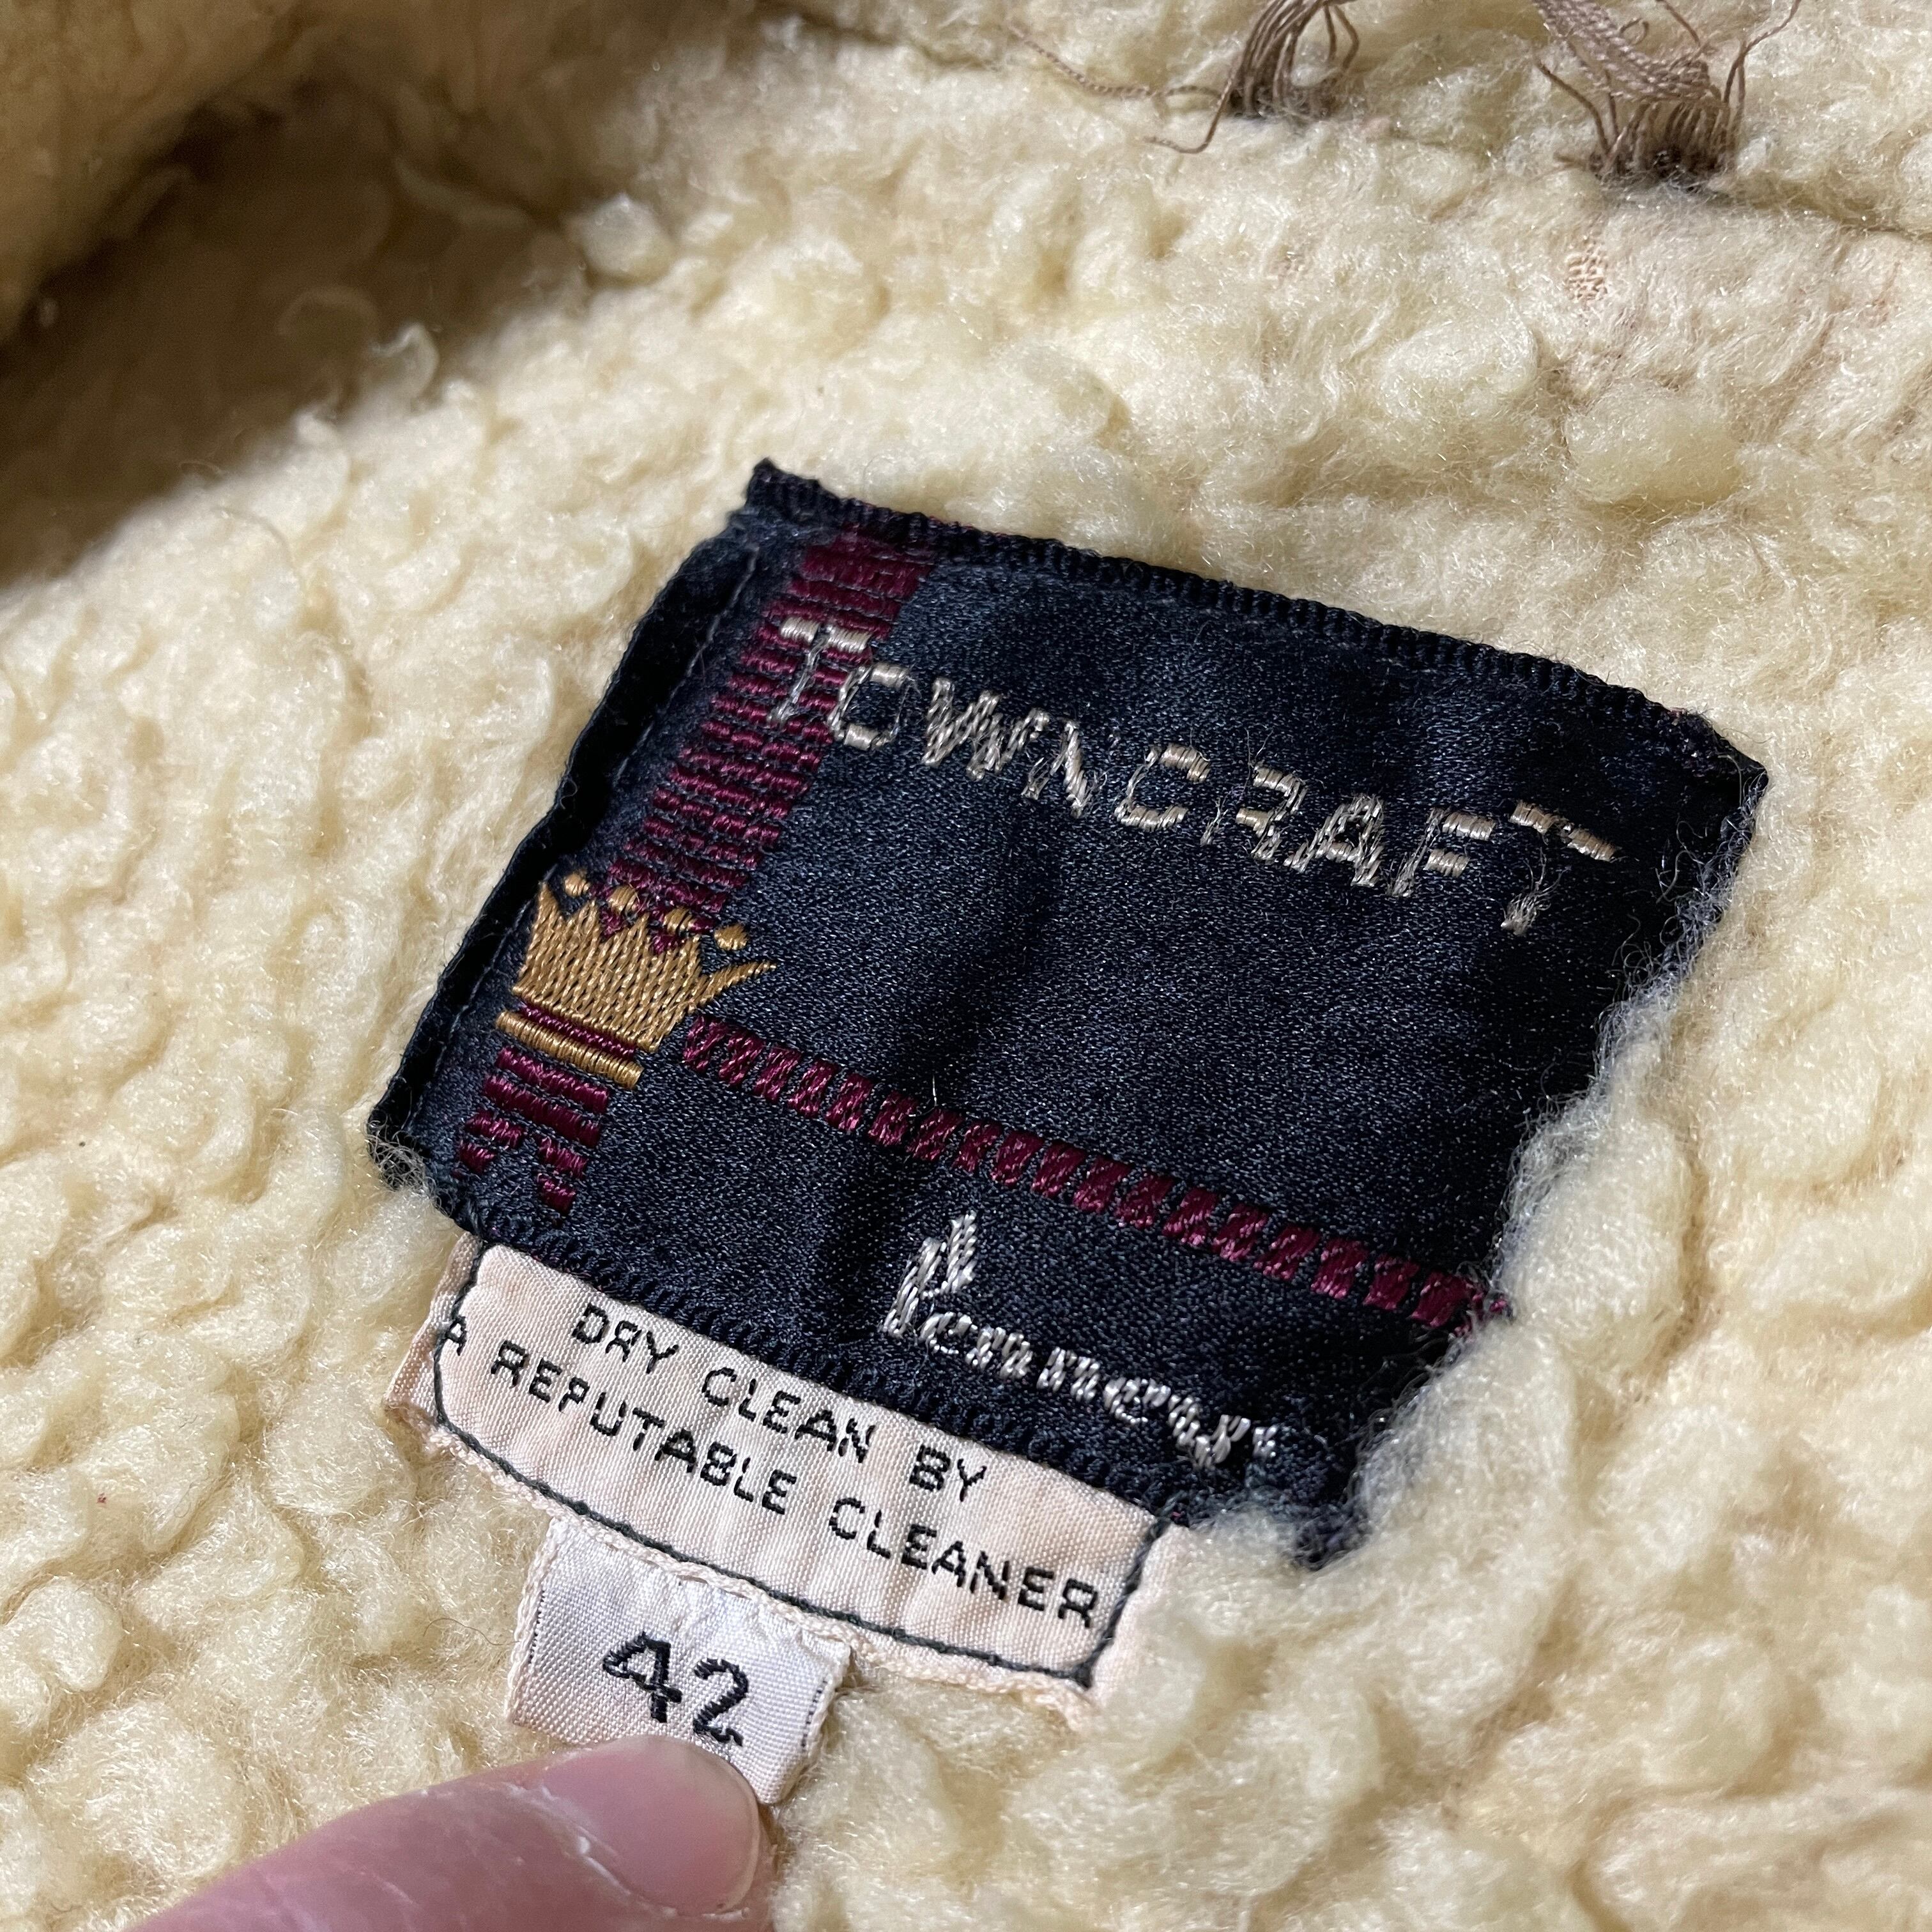 TOWNCRAFT
Penneys
DRY CLEAN BY
A REPUTABLE CLEANER
42